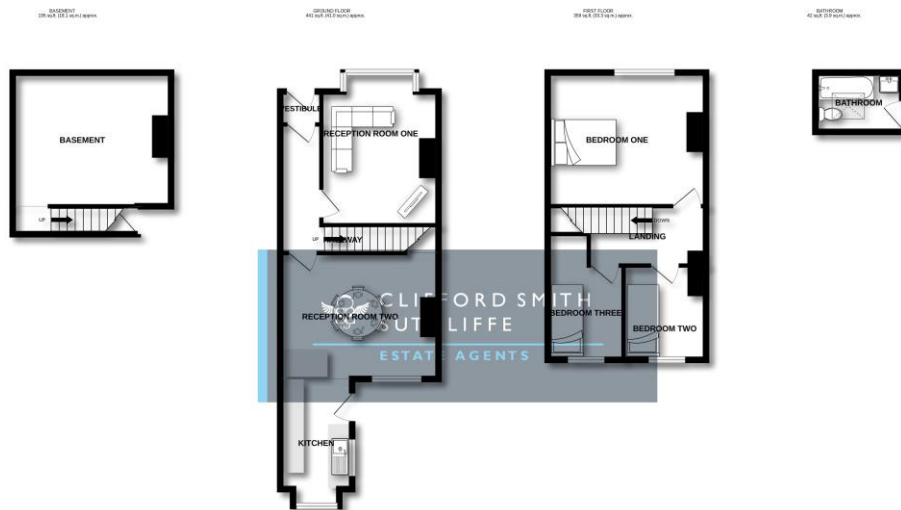 BASEMENT
GROUND FLOOR
FIRST FLOOR
BATHROOM
BASEMENT
UP
VESTIBULE
RECEPTION ROOM ONE
UP
RECEPTION ROOM TWO
KITCHEN
BEDROOM ONE
DOWN
LANDING
BEDROOM THREE
BEDROOM TWO
BATHROOM
CLIFFORD SMITH
SUTCLIFFE
ESTATE AGENTS